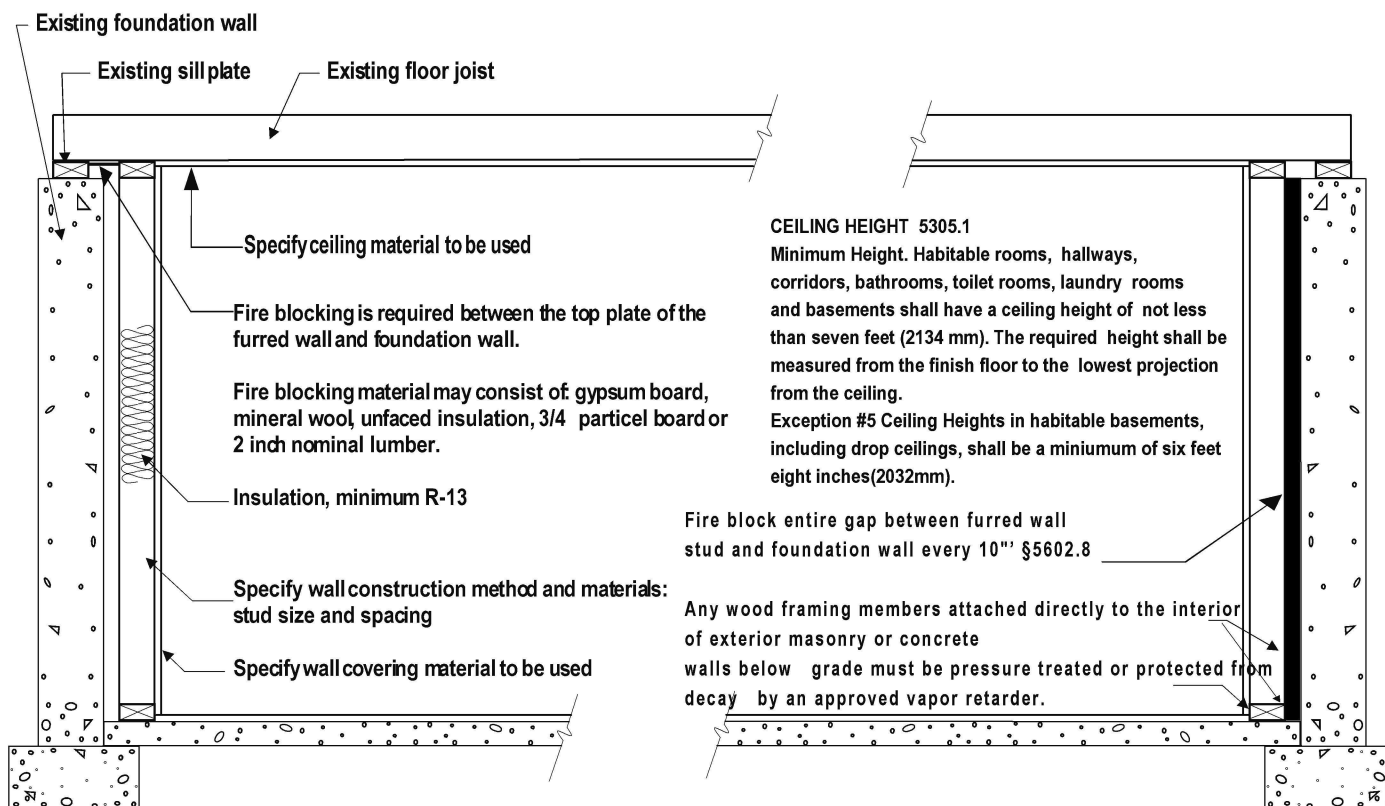 Existing foundation wall
Existing sill plate
Existing floor joist
Specify ceiling material to be used
Fire blocking is required between the top plate of the
furred wall and foundation wall.
Fire blocking material may consist of: gypsum board,
mineral wool, unfaced insulation, 3/4 particel board or
2 inch nominal lumber.
Insulation, minimum R-13
Specify wall construction method and materials:
stud size and spacing
Specify wall covering material to be used
CEILING HEIGHT 5305.1
Minimum Height. Habitable rooms, hallways,
corridors, bathrooms, toilet rooms, laundry rooms
and basements shall have a ceiling height of not less
than seven feet (2134 mm). The required height shall be
measured from the finish floor to the lowest projection
from the ceiling.
Exception #5 Ceiling Heights in habitable basements,
including drop ceilings, shall be a miniumum of six feet
eight inches(2032mm).
Fire block entire gap between furred wall
stud and foundation wall every 10"' §5602.8
Any wood framing members attached directly to the interior
of exterior masonry or concrete
walls below grade must be pressure treated or protected from
decay by an approved vapor retarder.